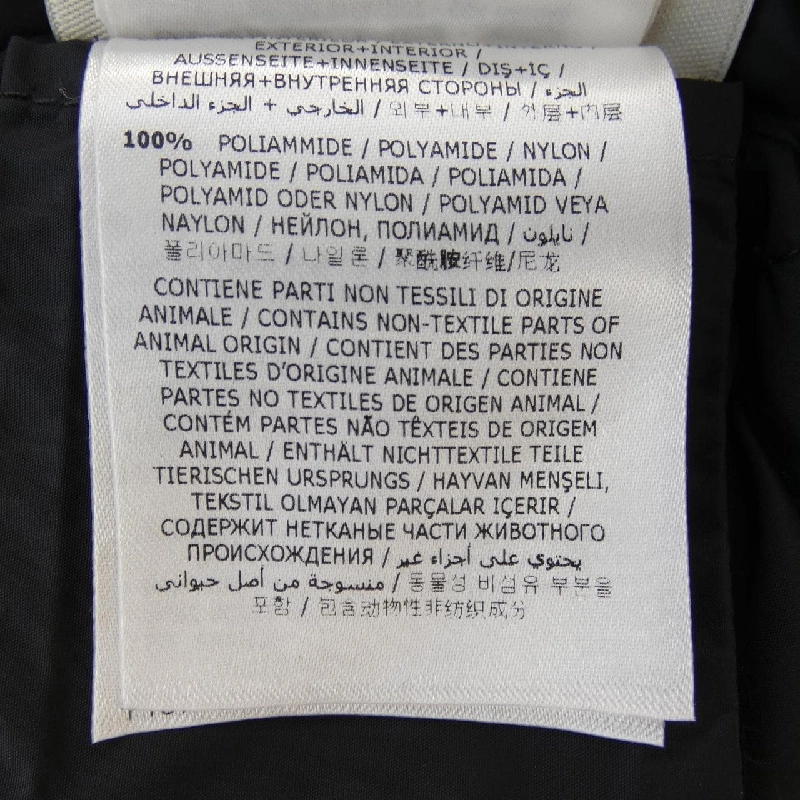 EXTERIOR+INTERIOR /
AUSSENSEITE+INNENSEITE / DIŞ+İÇ /
ВНЕШНЯЯ+ВНУТРЕННЯЯ СТОРОНЫ / الجزء
الخارجي + الجزء الداخلى / 외부+내부 / 外层+内层
100% POLIAMMIDE / POLYAMIDE / NYLON /
POLYAMIDE / POLIAMIDA / POLIAMIDA /
POLYAMID ODER NYLON / POLYAMID VEYA
NAYLON / НЕЙЛОН, ПОЛИАМИД / نايلون /
폴리아마드 / 나일론 / 聚酰胺纤维/尼龙
CONTIENE PARTI NON TESSILI DI ORIGINE
ANIMALE / CONTAINS NON-TEXTILE PARTS OF
ANIMAL ORIGIN / CONTIENT DES PARTIES NON
TEXTILES D'ORIGINE ANIMALE / CONTIENE
PARTES NO TEXTILES DE ORIGEN ANIMAL /
CONTÉM PARTES NÃO TÊXTEIS DE ORIGEM
ANIMAL / ENTHÄLT NICHTTEXTILE TEILE
TIERISCHEN URSPRUNGS / HAYVAN MENŞELI,
TEKSTIL OLMAYAN PARÇALAR IÇERIR /
СОДЕРЖИТ НЕТКАНЫЕ ЧАСТИ ЖИВОТНОГО
ПРОИСХОЖДЕНИЯ / يحتوي على أجزاء غير
منسوجة من أصل حيوانى / 동물성 비섬유 부분을
포함 / 包含动物性非纺织成分